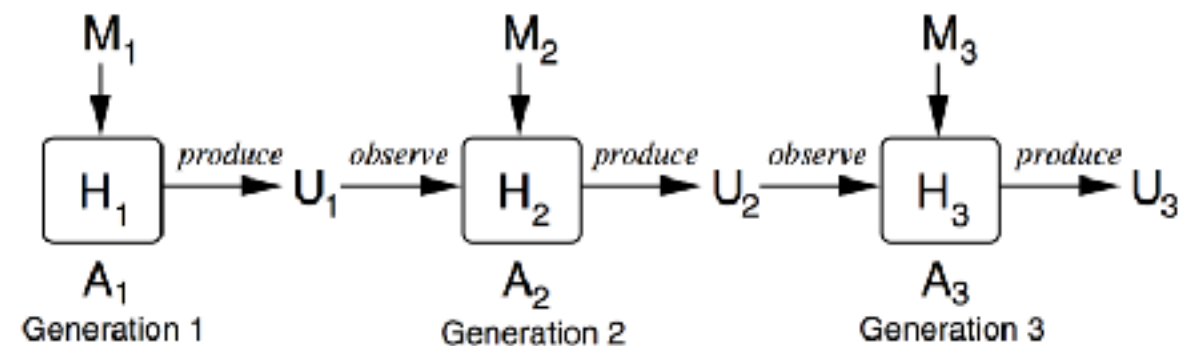 M₁ M₂ M₃
produce observe produce observe produce
H₁ U₁ H₂ U₂ H₃ U₃
A₁ A₂ A₃
Generation 1 Generation 2 Generation 3